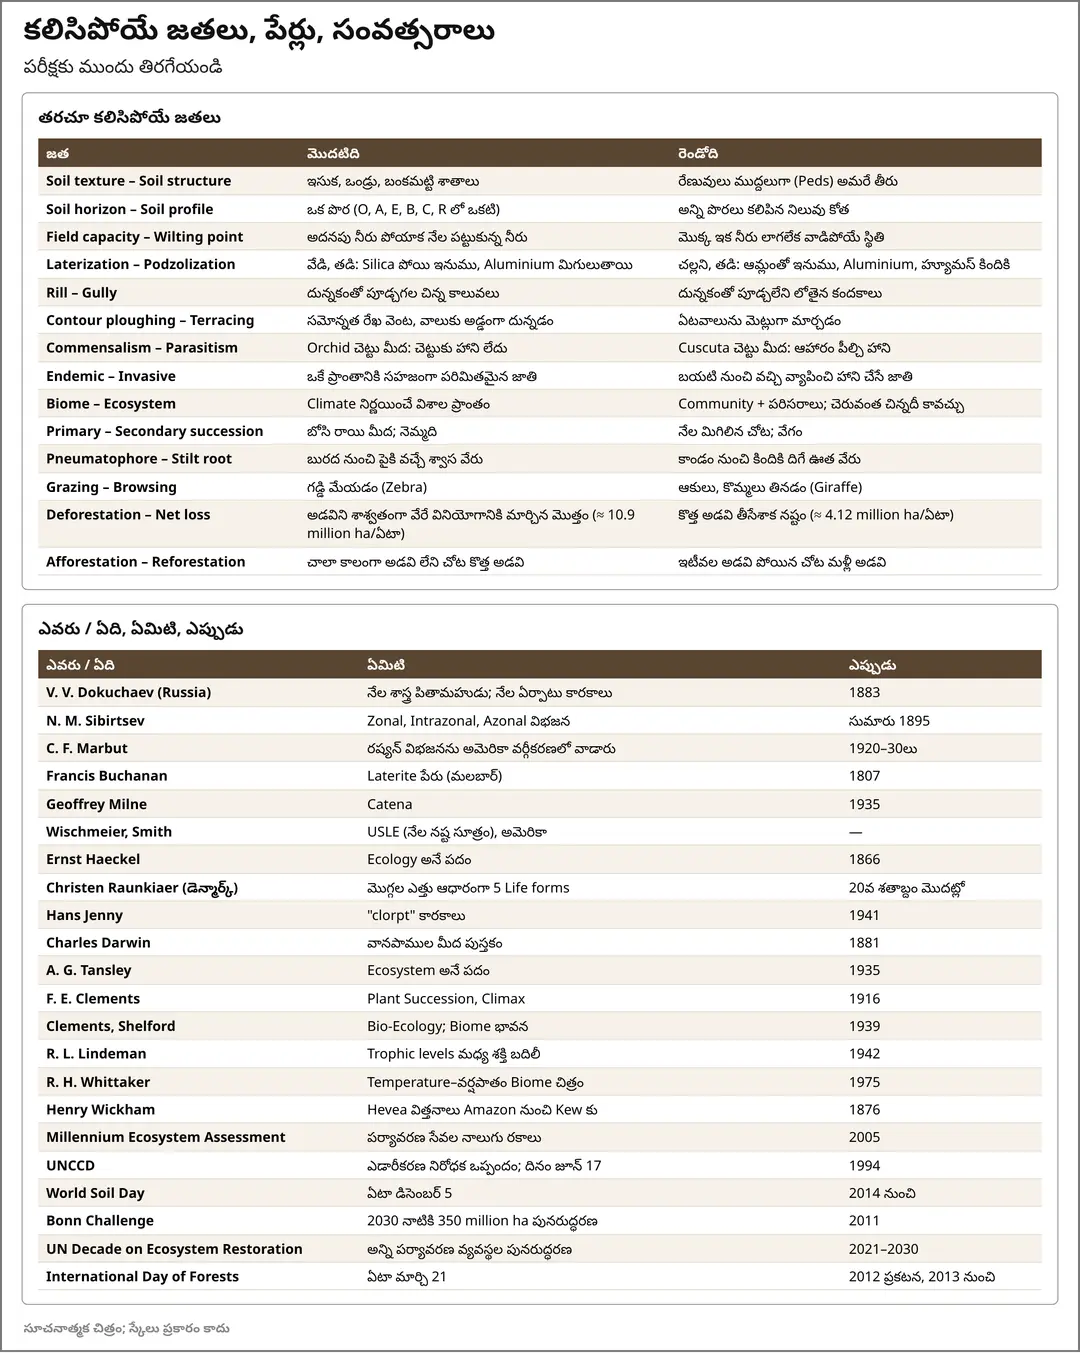 కలిసిపోయే జతలు, పేర్లు, సంవత్సరాలు
పరీక్షకు ముందు తిరగేయండి
తరచూ కలిసిపోయే జతలు
జత మొదటిది రెండోది
Soil texture – Soil structure ఇసుక, ఒండ్రు, బంకమట్టి శాతాలు రేణువులు ముద్దలుగా (Peds) అమరే తీరు
Soil horizon – Soil profile ఒక పొర (O, A, E, B, C, R లో ఒకటి) అన్ని పొరలు కలిపిన నిలువు కోత
Field capacity – Wilting point అదనపు నీరు పోయాక నేల పట్టుకున్న నీరు మొక్క ఇక నీరు లాగలేక వాడిపోయే స్థితి
Laterization – Podzolization వేడి, తడి: Silica పోయి ఇనుము, Aluminium మిగులుతాయి చల్లని, తడి: ఆమ్లంతో ఇనుము, Aluminium, హ్యూమస్ కిందికి
Rill – Gully దున్నకంతో పూడ్చగల చిన్న కాలువలు దున్నకంతో పూడ్చలేని లోతైన కందకాలు
Contour ploughing – Terracing సమోన్నత రేఖ వెంట, వాలుకు అడ్డంగా దున్నడం ఏటవాలును మెట్లుగా మార్చడం
Commensalism – Parasitism Orchid చెట్టు మీద: చెట్టుకు హాని లేదు Cuscuta చెట్టు మీద: ఆహారం పీల్చి హాని
Endemic – Invasive ఒకే ప్రాంతానికి సహజంగా పరిమితమైన జాతి బయటి నుంచి వచ్చి వ్యాపించి హాని చేసే జాతి
Biome – Ecosystem Climate నిర్ణయించే విశాల ప్రాంతం Community + పరిసరాలు; చెరువంత చిన్నదీ కావచ్చు
Primary – Secondary succession బోసి రాయి మీద; నెమ్మది నేల మిగిలిన చోట; వేగం
Pneumatophore – Stilt root బురద నుంచి పైకి వచ్చే శ్వాస వేరు కాండం నుంచి కిందికి దిగే ఊత వేరు
Grazing – Browsing గడ్డి మేయడం (Zebra) ఆకులు, కొమ్మలు తినడం (Giraffe)
Deforestation – Net loss అడవిని శాశ్వతంగా వేరే వినియోగానికి మార్చిన మొత్తం (≈ 10.9 కొత్త అడవి తీసేశాక నష్టం (≈ 4.12 million ha/ఏటా)
million ha/ఏటా)
Afforestation – Reforestation చాలా కాలంగా అడవి లేని చోట కొత్త అడవి ఇటీవల అడవి పోయిన చోట మళ్లీ అడవి
ఎవరు / ఏది, ఏమిటి, ఎప్పుడు
ఎవరు / ఏది ఏమిటి ఎప్పుడు
V. V. Dokuchaev (Russia) నేల శాస్త్ర పితామహుడు; నేల ఏర్పాటు కారకాలు 1883
N. M. Sibirtsev Zonal, Intrazonal, Azonal విభజన సుమారు 1895
C. F. Marbut రష్యన్ విభజనను అమెరికా వర్గీకరణలో వాడారు 1920–30లు
Francis Buchanan Laterite పేరు (మలబార్) 1807
Geoffrey Milne Catena 1935
Wischmeier, Smith USLE (నేల నష్ట సూత్రం), అమెరికా —
Ernst Haeckel Ecology అనే పదం 1866
Christen Raunkiaer (డెన్మార్క్) మొగ్గల ఎత్తు ఆధారంగా 5 Life forms 20వ శతాబ్దం మొదట్లో
Hans Jenny "clorpt" కారకాలు 1941
Charles Darwin వానపాముల మీద పుస్తకం 1881
A. G. Tansley Ecosystem అనే పదం 1935
F. E. Clements Plant Succession, Climax 1916
Clements, Shelford Bio-Ecology; Biome భావన 1939
R. L. Lindeman Trophic levels మధ్య శక్తి బదిలీ 1942
R. H. Whittaker Temperature–వర్షపాతం Biome చిత్రం 1975
Henry Wickham Hevea విత్తనాలు Amazon నుంచి Kew కు 1876
Millennium Ecosystem Assessment పర్యావరణ సేవల నాలుగు రకాలు 2005
UNCCD ఎడారీకరణ నిరోధక ఒప్పందం; దినం జూన్ 17 1994
World Soil Day ఏటా డిసెంబర్ 5 2014 నుంచి
Bonn Challenge 2030 నాటికి 350 million ha పునరుద్ధరణ 2011
UN Decade on Ecosystem Restoration అన్ని పర్యావరణ వ్యవస్థల పునరుద్ధరణ 2021–2030
International Day of Forests ఏటా మార్చి 21 2012 ప్రకటన, 2013 నుంచి
సూచనాత్మక చిత్రం; స్కేలు ప్రకారం కాదు